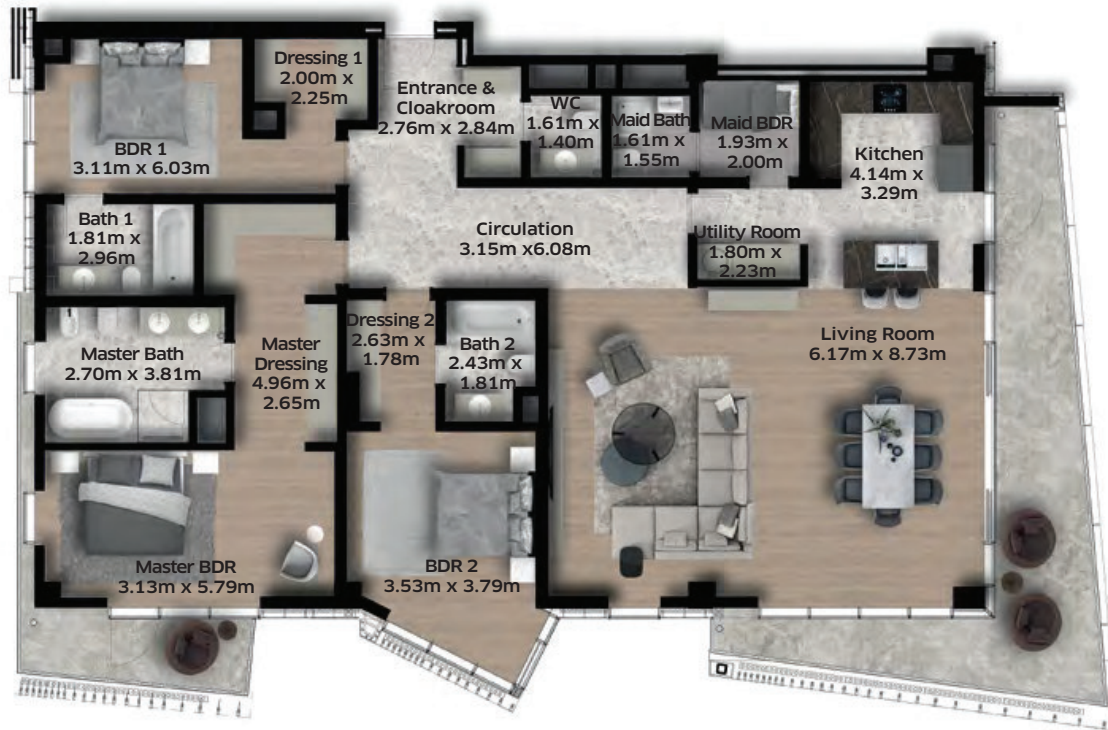 Dressing 1
2.00m x
2.25m
Entrance &
Cloakroom
2.76m x 2.84m
WC
1.61m x
1.40m
Maid Bath
1.61m x
1.55m
Maid BDR
1.93m x
2.00m
Kitchen
4.14m x
3.29m
BDR 1
3.11m x 6.03m
Bath 1
1.81m x
2.96m
Circulation
3.15m x6.08m
Utility Room
1.80m x
2.23m
Master Bath
2.70m x 3.81m
Master
Dressing
4.96m x
2.65m
Dressing 2
2.63m x
1.78m
Bath 2
2.43m x
1.81m
Living Room
6.17m x 8.73m
Master BDR
3.13m x 5.79m
BDR 2
3.53m x 3.79m